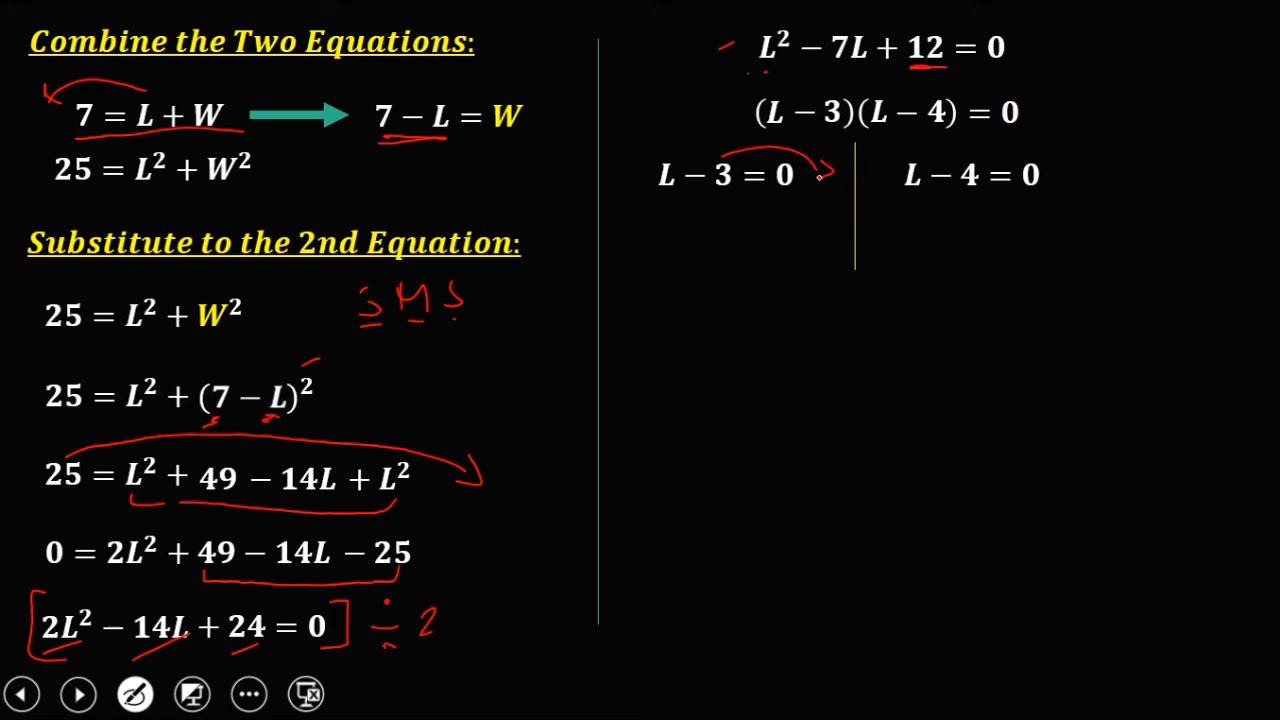 Combine the Two Equations:
7 = L + W
7 − L = W
25 = L² + W²
Substitute to the 2nd Equation:
25 = L² + W²
SMS
25 = L² + (7 − L)²
25 = L² + 49 − 14L + L²
0 = 2L² + 49 − 14L − 25
[2L² − 14L + 24 = 0] ÷ 2
L² − 7L + 12 = 0
(L − 3)(L − 4) = 0
L − 3 = 0
L − 4 = 0